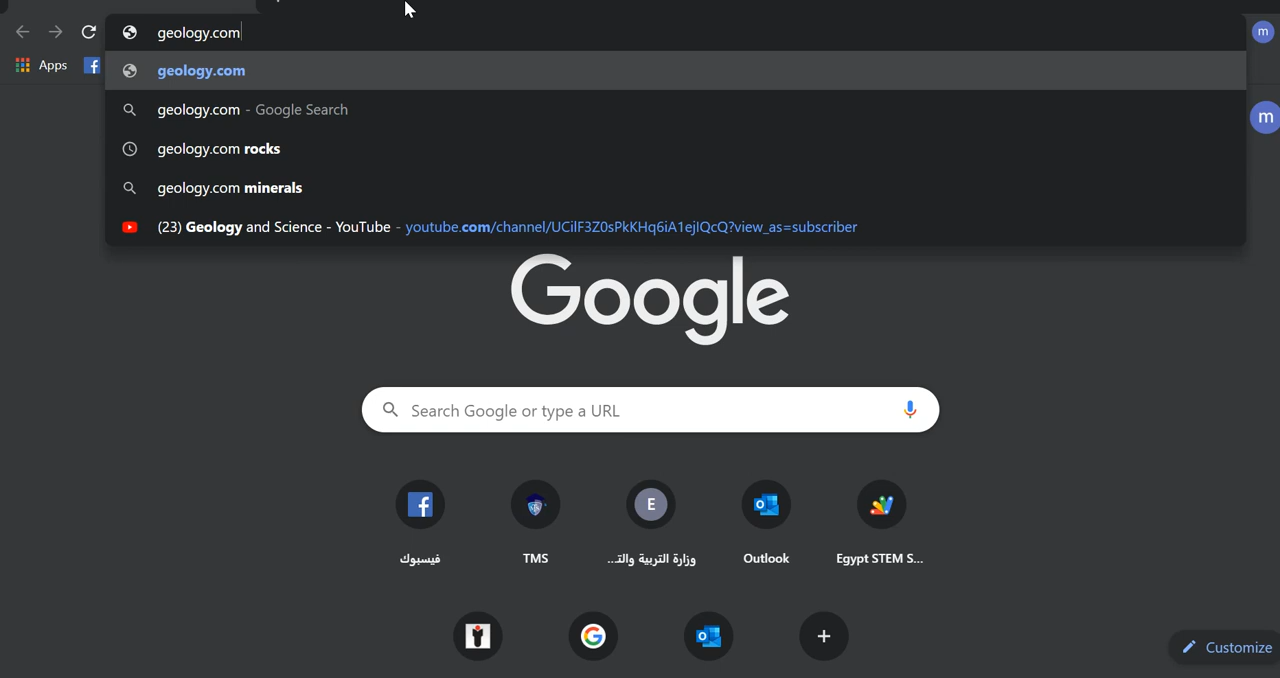 geology.com
m
Apps
geology.com
geology.com - Google Search
m
geology.com rocks
geology.com minerals
(23) Geology and Science - YouTube - youtube.com/channel/UCilF3Z0sPkKHq6iA1ejlQcQ?view_as=subscriber
Google
Search Google or type a URL
E
فيسبوك
TMS
وزارة التربية والت...
Outlook
Egypt STEM S...
Customize